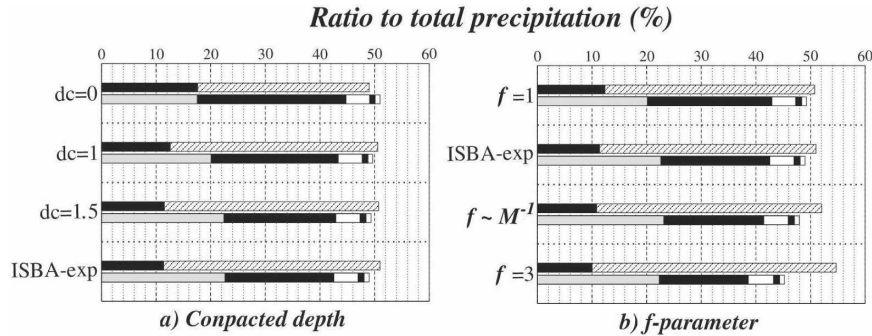 Ratio to total precipitation (%)
0 10 20 30 40 50 60
dc=0
dc=1
dc=1.5
ISBA-exp
a) Conpacted depth
0 10 20 30 40 50 60
f =1
ISBA-exp
f ~ M⁻¹
f =3
b) f-parameter